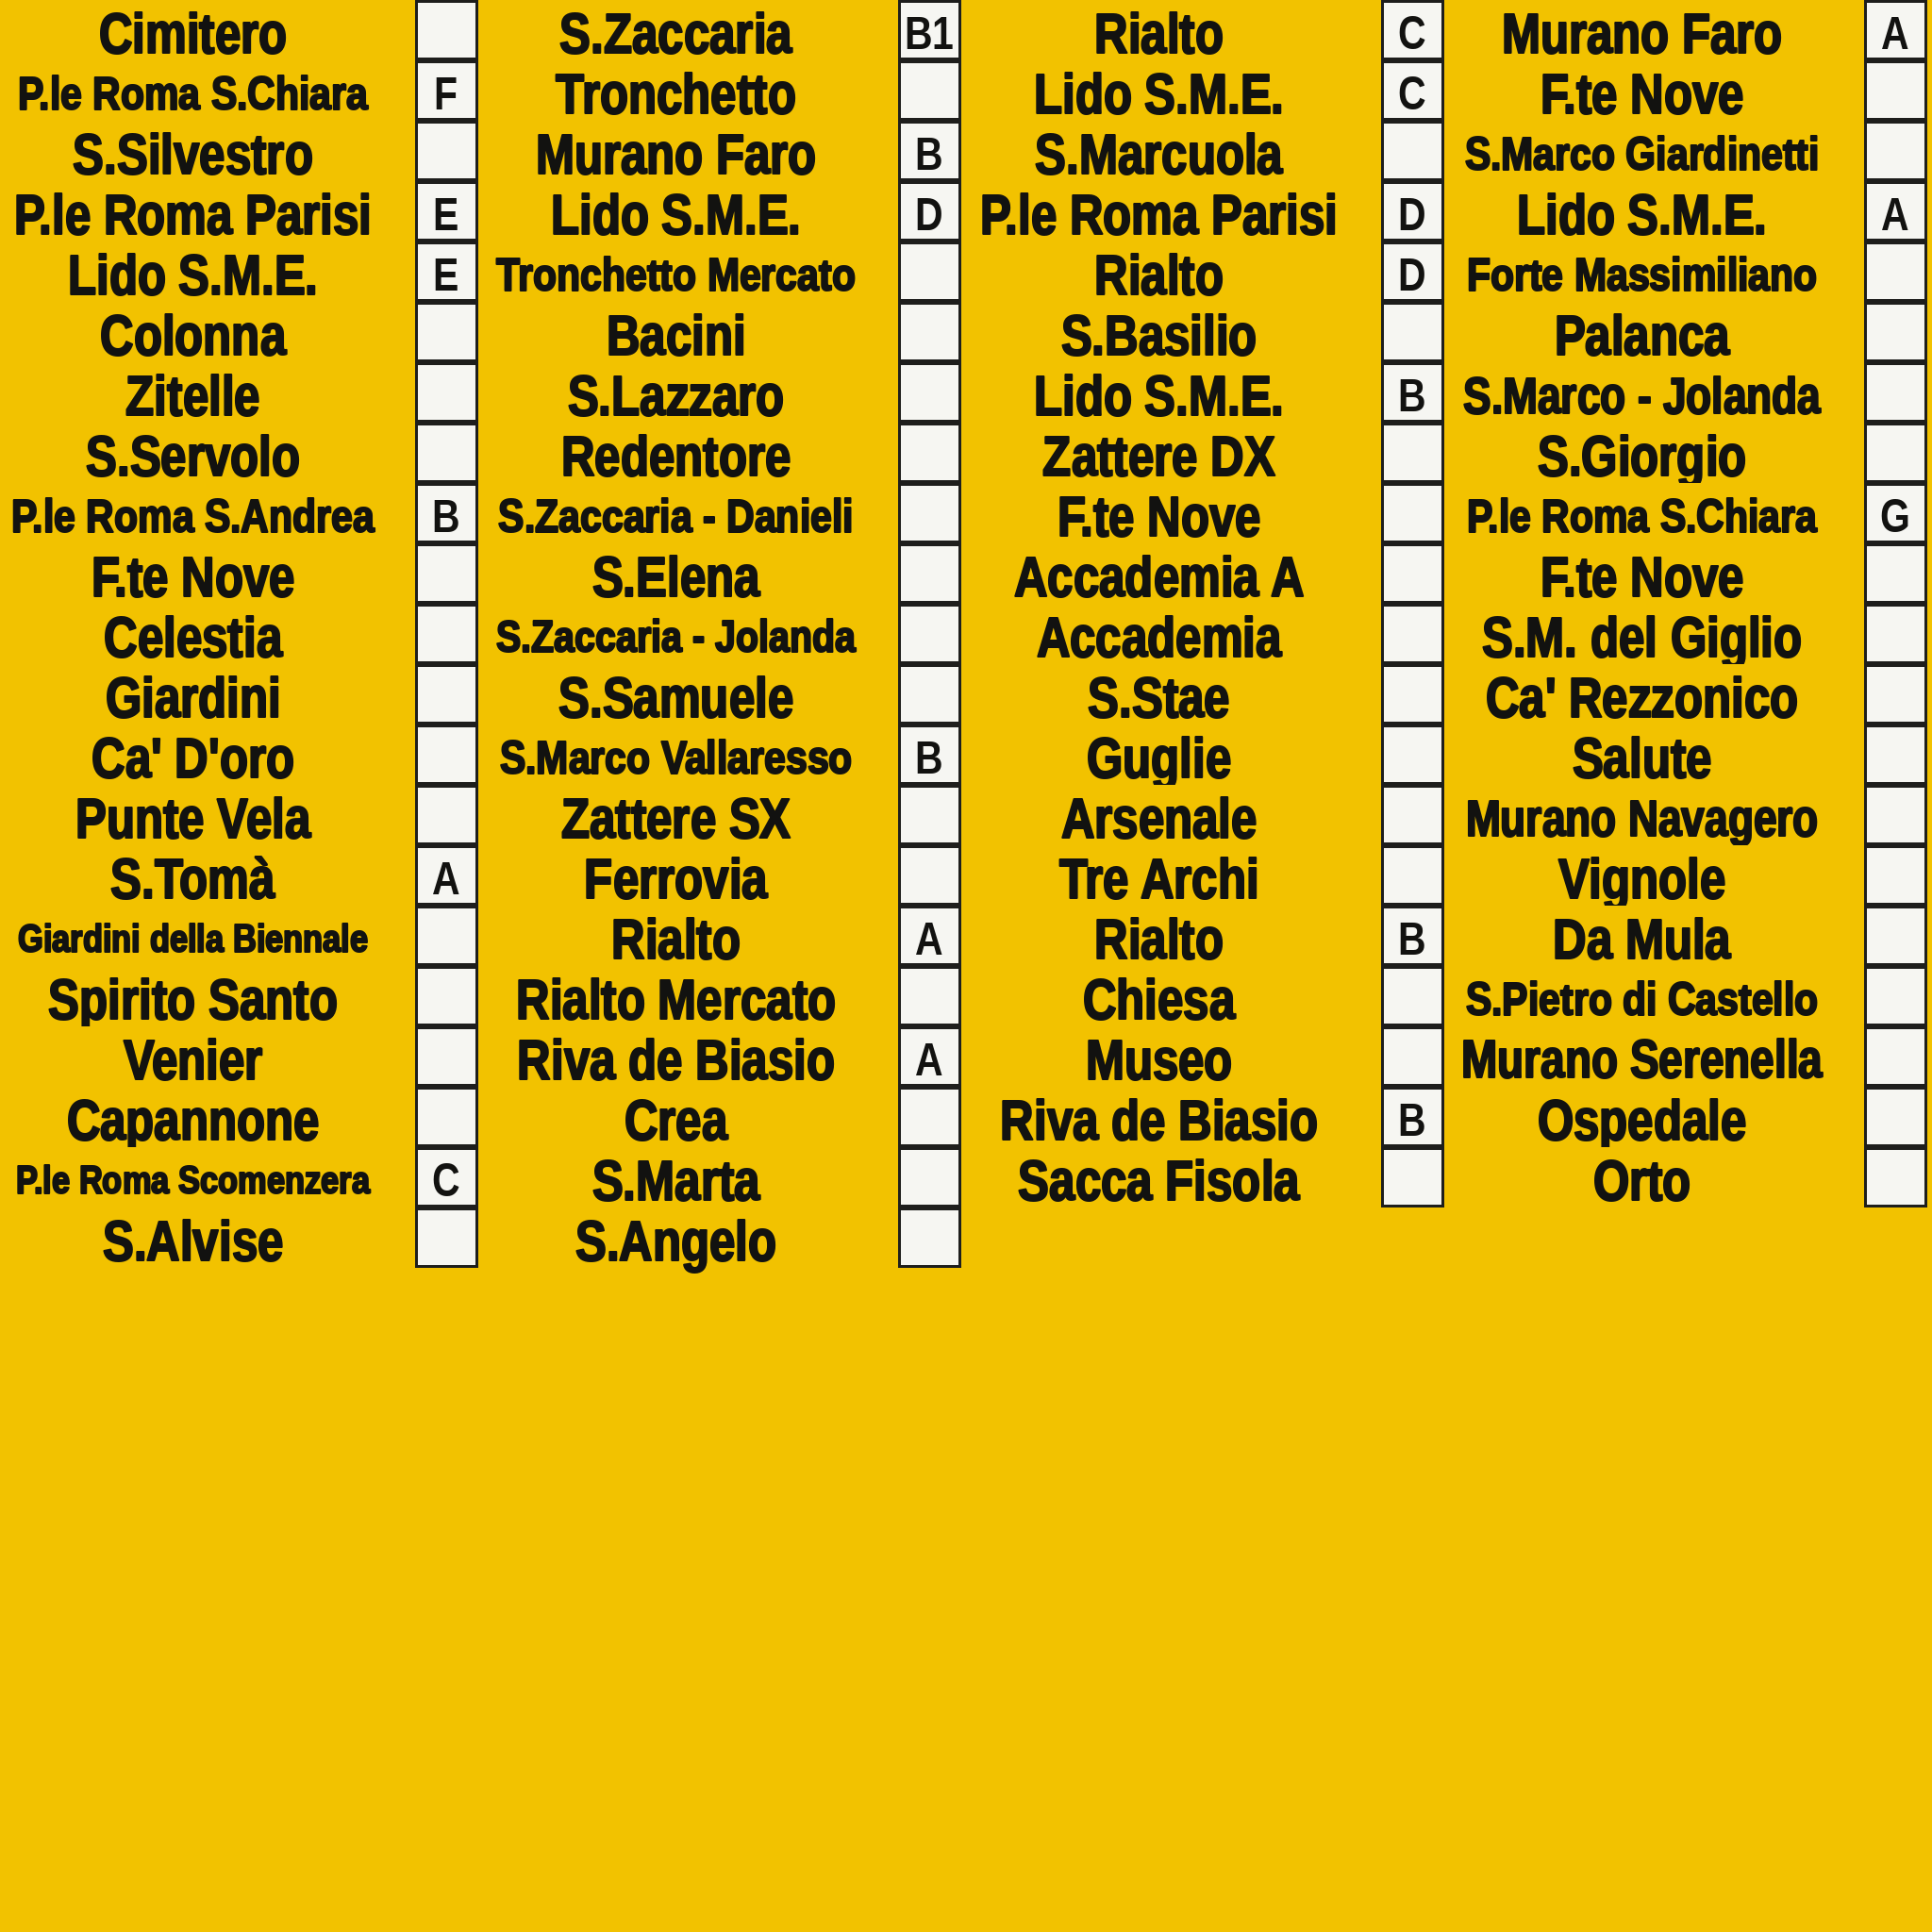 Cimitero
P.le Roma S.Chiara F
S.Silvestro
P.le Roma Parisi E
Lido S.M.E. E
Colonna
Zitelle
S.Servolo
P.le Roma S.Andrea B
F.te Nove
Celestia
Giardini
Ca' D'oro
Punte Vela
S.Tomà A
Giardini della Biennale
Spirito Santo
Venier
Capannone
P.le Roma Scomenzera C
S.Alvise
S.Zaccaria B1
Tronchetto
Murano Faro B
Lido S.M.E. D
Tronchetto Mercato
Bacini
S.Lazzaro
Redentore
S.Zaccaria - Danieli
S.Elena
S.Zaccaria - Jolanda
S.Samuele
S.Marco Vallaresso B
Zattere SX
Ferrovia
Rialto A
Rialto Mercato
Riva de Biasio A
Crea
S.Marta
S.Angelo
Rialto C
Lido S.M.E. C
S.Marcuola
P.le Roma Parisi D
Rialto D
S.Basilio
Lido S.M.E. B
Zattere DX
F.te Nove
Accademia A
Accademia
S.Stae
Guglie
Arsenale
Tre Archi
Rialto B
Chiesa
Museo
Riva de Biasio B
Sacca Fisola
Murano Faro A
F.te Nove
S.Marco Giardinetti
Lido S.M.E. A
Forte Massimiliano
Palanca
S.Marco - Jolanda
S.Giorgio
P.le Roma S.Chiara G
F.te Nove
S.M. del Giglio
Ca' Rezzonico
Salute
Murano Navagero
Vignole
Da Mula
S.Pietro di Castello
Murano Serenella
Ospedale
Orto